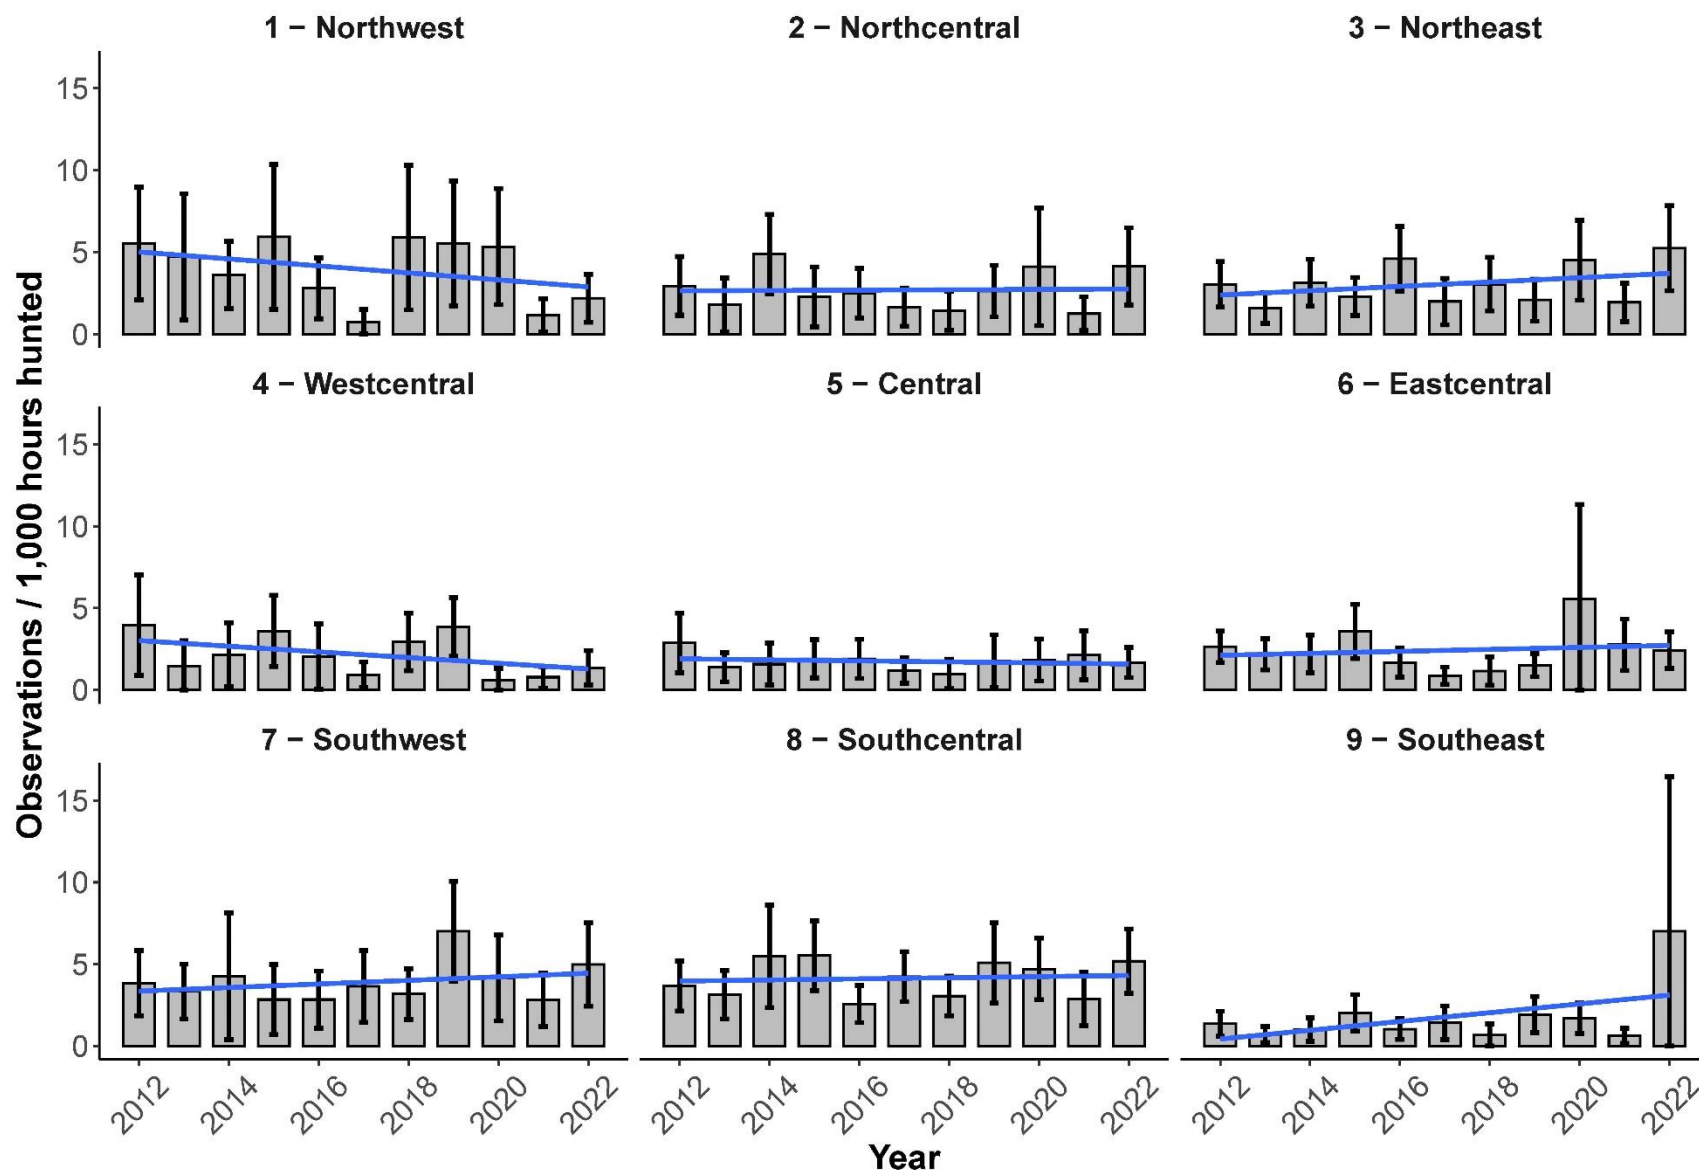 1 − Northwest
2 − Northcentral
3 − Northeast
15
10
5
0
4 − Westcentral
5 − Central
6 − Eastcentral
15
10
5
0
7 − Southwest
8 − Southcentral
9 − Southeast
15
10
5
0
Observations / 1,000 hours hunted
2012 2014 2016 2018 2020 2022
2012 2014 2016 2018 2020 2022
2012 2014 2016 2018 2020 2022
Year